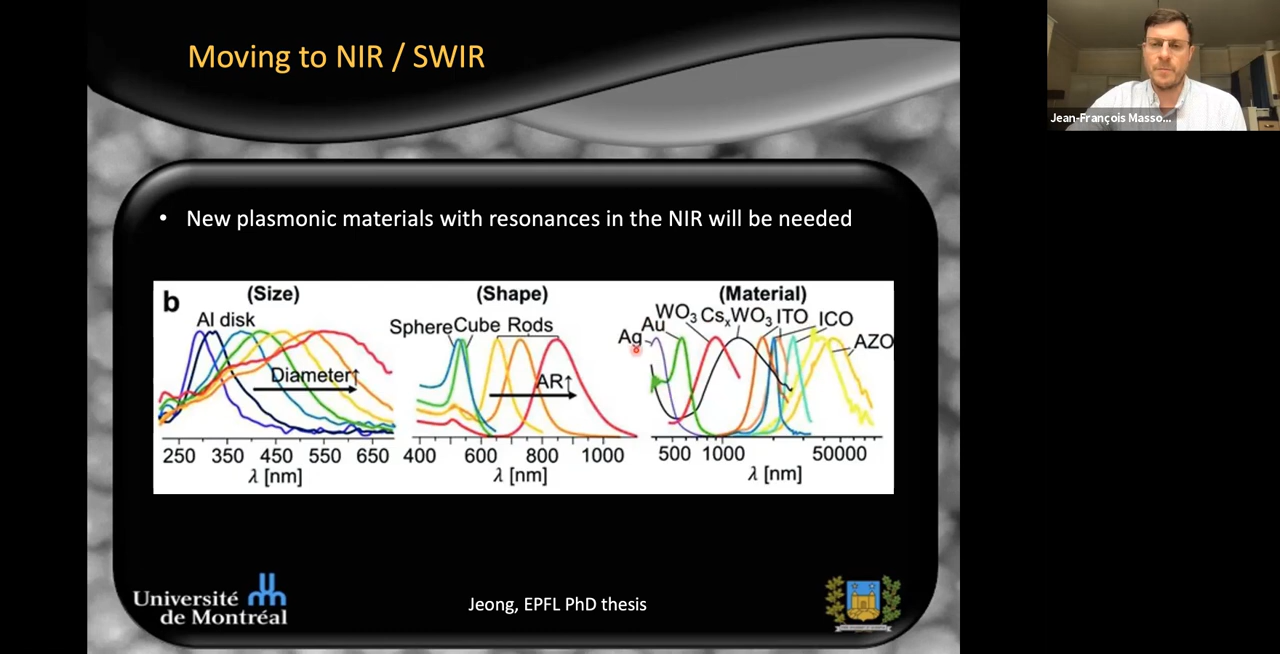 Moving to NIR / SWIR
Jean-François Masso...
• New plasmonic materials with resonances in the NIR will be needed
b
(Size)
(Shape)
(Material)
Al disk
Diameter↑
250 350 450 550 650
λ [nm]
Sphere Cube Rods
AR↑
400 600 800 1000
λ [nm]
Ag Au WO3 CsxWO3 ITO ICO AZO
500 1000 50000
λ [nm]
Université
de Montréal
Jeong, EPFL PhD thesis